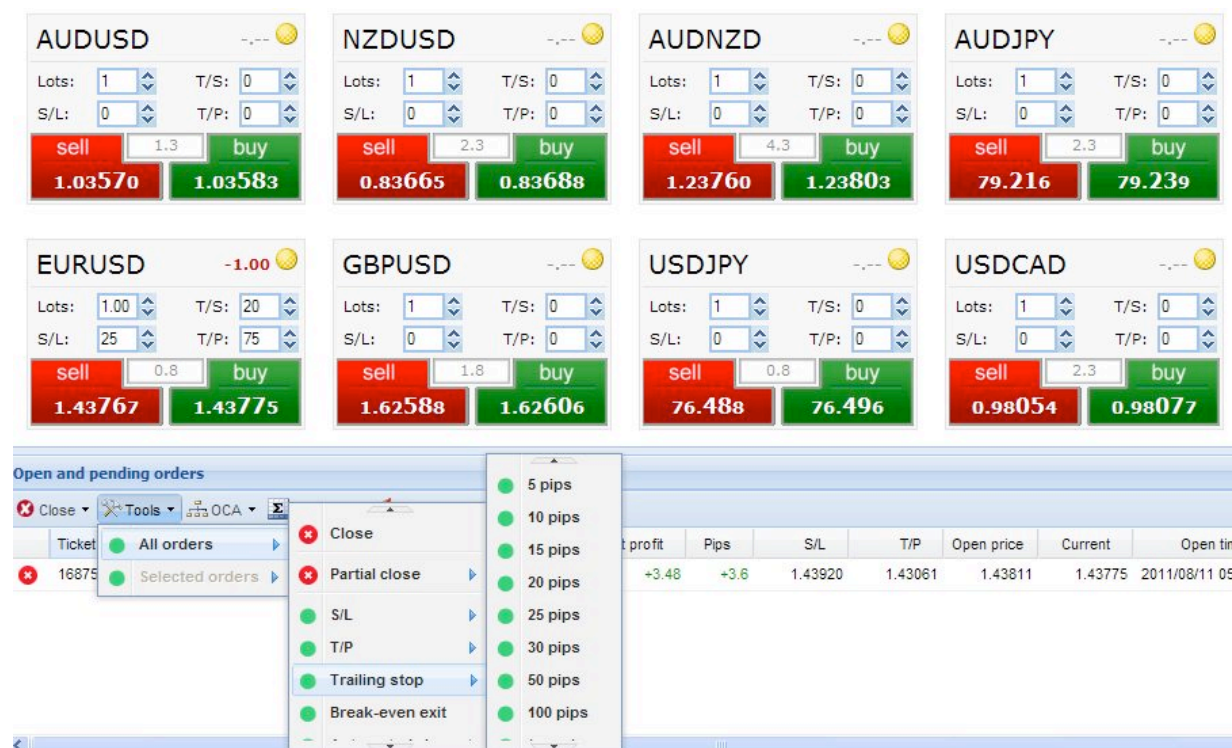 AUDUSD -.-- NZDUSD -.-- AUDNZD -.-- AUDJPY -.--
Lots: 1 T/S: 0 Lots: 1 T/S: 0 Lots: 1 T/S: 0 Lots: 1 T/S: 0
S/L: 0 T/P: 0 S/L: 0 T/P: 0 S/L: 0 T/P: 0 S/L: 0 T/P: 0
sell 1.3 buy sell 2.3 buy sell 4.3 buy sell 2.3 buy
1.03570 1.03583 0.83665 0.83688 1.23760 1.23803 79.216 79.239
EURUSD -1.00 GBPUSD -.-- USDJPY -.-- USDCAD -.--
Lots: 1.00 T/S: 20 Lots: 1 T/S: 0 Lots: 1 T/S: 0 Lots: 1 T/S: 0
S/L: 25 T/P: 75 S/L: 0 T/P: 0 S/L: 0 T/P: 0 S/L: 0 T/P: 0
sell 0.8 buy sell 1.8 buy sell 0.8 buy sell 2.3 buy
1.43767 1.43775 1.62588 1.62606 76.488 76.496 0.98054 0.98077
Open and pending orders
Close Tools OCA Σ
Ticket t profit Pips S/L T/P Open price Current Open tim
16875 +3.48 +3.6 1.43920 1.43061 1.43811 1.43775 2011/08/11 05
All orders
Selected orders
Close
Partial close
S/L
T/P
Trailing stop
Break-even exit
5 pips
10 pips
15 pips
20 pips
25 pips
30 pips
50 pips
100 pips